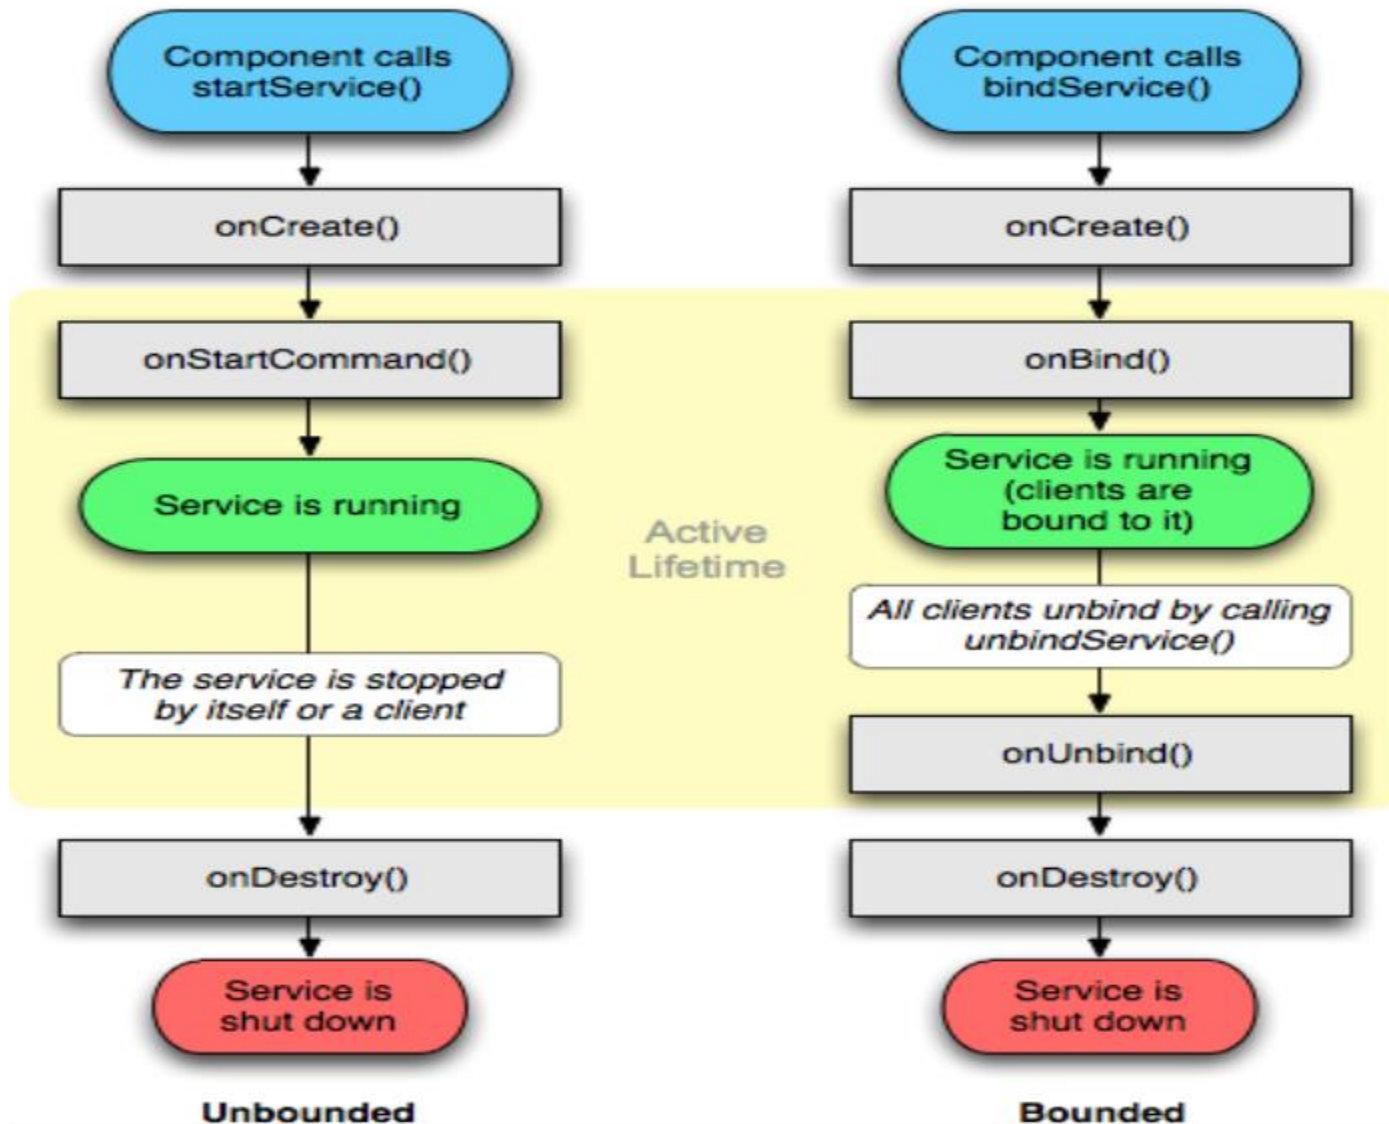 Component calls
startService()
onCreate()
onStartCommand()
Service is running
The service is stopped
by itself or a client
onDestroy()
Service is
shut down
Unbounded
Active
Lifetime
Component calls
bindService()
onCreate()
onBind()
Service is running
(clients are
bound to it)
All clients unbind by calling
unbindService()
onUnbind()
onDestroy()
Service is
shut down
Bounded